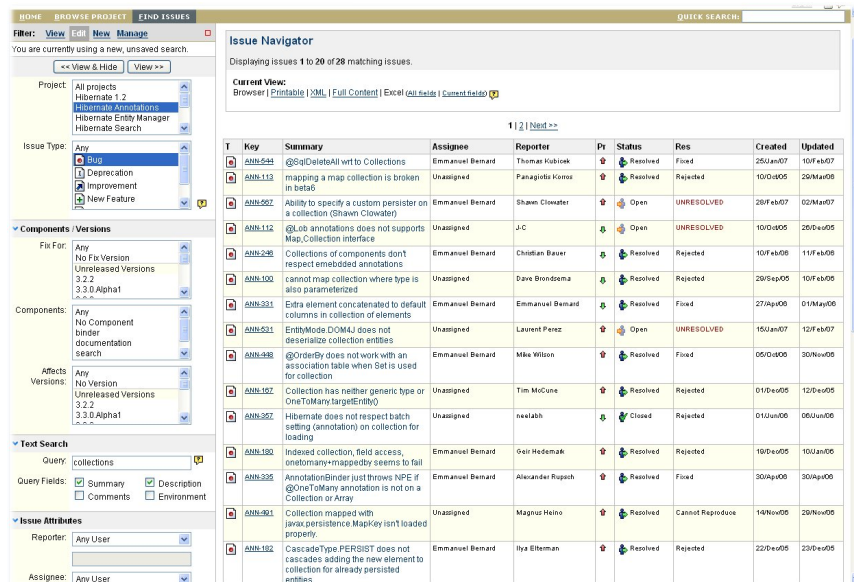 HOME BROWSE PROJECT FIND ISSUES QUICK SEARCH:
Filter: View Edit New Manage
You are currently using a new, unsaved search.
<< View & Hide View >>
Project:
All projects
Hibernate 1.2
Hibernate Annotations
Hibernate Entity Manager
Hibernate Search
Issue Type:
Any
Bug
Deprecation
Improvement
New Feature
Components / Versions
Fix For:
Any
No Fix Version
Unreleased Versions
3.2.2
3.3.0.Alpha1
Components:
Any
No Component
binder
documentation
search
Affects
Versions:
Any
No Version
Unreleased Versions
3.2.2
3.3.0.Alpha1
Text Search
Query: collections
Query Fields: Summary Description
Comments Environment
Issue Attributes
Reporter: Any User
Assignee: Any User
Issue Navigator
Displaying issues 1 to 20 of 28 matching issues.
Current View:
Browser | Printable | XML | Full Content | Excel (All fields | Current fields)
1 | 2 | Next >>
T Key Summary Assignee Reporter Pr Status Res Created Updated
ANN-544 @SqlDeleteAll wrt to Collections Emmanuel Bernard Thomas Kubicek Resolved Fixed 25/Jan/07 10/Feb/07
ANN-113 mapping a map collection is broken Unassigned Panagiotis Korros Resolved Rejected 10/Oct/05 29/Mar/06
in beta6
ANN-567 Ability to specify a custom persister on Emmanuel Bernard Shawn Clowater Open UNRESOLVED 28/Feb/07 02/Mar/07
a collection (Shawn Clowater)
ANN-112 @Lob annotations does not supports Unassigned J-C Open UNRESOLVED 10/Oct/05 26/Dec/05
Map,Collection interface
ANN-246 Collections of components don't Emmanuel Bernard Christian Bauer Resolved Fixed 10/Feb/06 11/Feb/06
respect emebdded annotations
ANN-100 cannot map collection where type is Unassigned Dave Brondsema Resolved Rejected 29/Sep/05 10/Feb/06
also parameterized
ANN-331 Extra element concatenated to default Emmanuel Bernard Emmanuel Bernard Resolved Fixed 27/Apr/06 01/May/06
columns in collection of elements
ANN-531 EntityMode.DOM4J does not Unassigned Laurent Perez Open UNRESOLVED 15/Jan/07 12/Feb/07
deserialize collection entities
ANN-448 @OrderBy does not work with an Emmanuel Bernard Mike Wilson Resolved Fixed 05/Oct/06 30/Nov/06
association table when Set is used
for collection
ANN-167 Collection has neither generic type or Unassigned Tim McCune Resolved Rejected 01/Dec/05 12/Dec/05
OneToMany.targetEntity()
ANN-357 Hibernate does not respect batch Unassigned neelabh Closed Rejected 01/Jun/06 06/Jun/06
setting (annotation) on collection for
loading
ANN-180 Indexed collection, field access, Emmanuel Bernard Geir Hedemark Resolved Rejected 19/Dec/05 10/Jan/06
onetomany+mappedby seems to fail
ANN-335 AnnotationBinder just throws NPE if Emmanuel Bernard Alexander Rupsch Resolved Fixed 30/Apr/06 30/Apr/06
@OneToMany annotation is not on a
Collection or Array
ANN-491 Collection mapped with Unassigned Magnus Heino Resolved Cannot Reproduce 14/Nov/06 29/Nov/06
javax.persistence.MapKey isn't loaded
properly.
ANN-182 CascadeType.PERSIST does not Emmanuel Bernard Ilya Elterman Resolved Rejected 22/Dec/05 23/Dec/05
cascades adding the new element to
collection for already persisted
entities